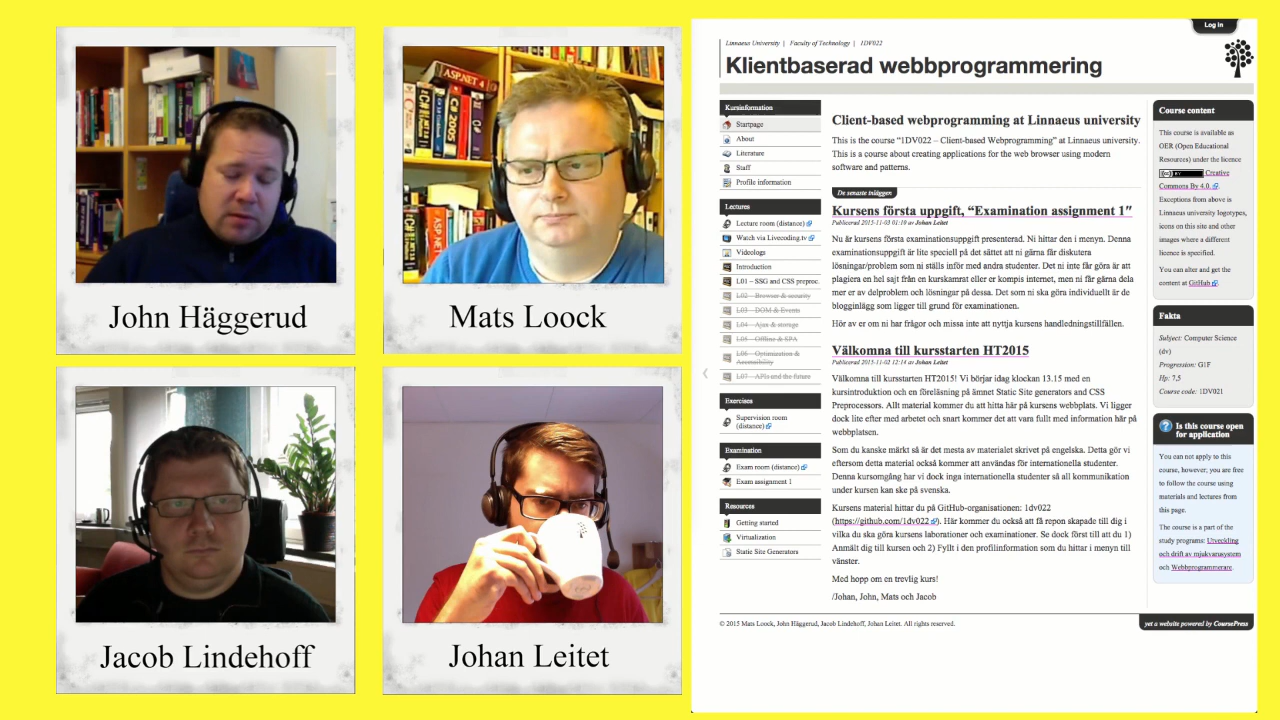 John Häggerud
Mats Loock
Jacob Lindehoff
Johan Leitet
ASP.NET 4
C# 2005
ASP.NET
Log in
Linnaeus University | Faculty of Technology | 1DV022
Klientbaserad webbprogrammering
Kursinformation
Startpage
About
Literature
Staff
Profile information
Lectures
Lecture room (distance)
Watch via Livecoding.tv
Videologs
Introduction
L01 – SSG and CSS preproc.
L02 – Browser & security
L03 – DOM & Events
L04 – Ajax & storage
L05 – Offline & SPA
L06 – Optimization &
Accessibility
L07 – APIs and the future
Exercises
Supervision room
(distance)
Examination
Exam room (distance)
Exam assignment 1
Resources
Getting started
Virtualization
Static Site Generators
Client-based webprogramming at Linnaeus university
This is the course “1DV022 – Client-based Webprogramming” at Linnaeus university.
This is a course about creating applications for the web browser using modern
software and patterns.
De senaste inläggen
Kursens första uppgift, “Examination assignment 1”
Publicerad 2015-11-03 01:19 av Johan Leitet
Nu är kursens första examinationsuppgift presenterad. Ni hittar den i menyn. Denna
examinationsuppgift är lite speciell på det sättet att ni gärna får diskutera
lösningar/problem som ni ställs inför med andra studenter. Det ni inte får göra är att
plagiera en hel sajt från en kurskamrat eller er kompis internet, men ni får gärna dela
mer er av delproblem och lösningar på dessa. Det som ni ska göra individuellt är de
blogginlägg som ligger till grund för examinationen.
Hör av er om ni har frågor och missa inte att nyttja kursens handledningstillfällen.
Välkomna till kursstarten HT2015
Publicerad 2015-11-02 12:14 av Johan Leitet
Välkomna till kursstarten HT2015! Vi börjar idag klockan 13.15 med en
kursintroduktion och en föreläsning på ämnet Static Site generators and CSS
Preprocessors. Allt material kommer du att hitta här på kursens webbplats. Vi ligger
dock lite efter med arbetet och snart kommer det att vara fullt med information här på
webbplatsen.
Som du kanske märkt så är det mesta av materialet skrivet på engelska. Detta gör vi
eftersom detta material också kommer att användas för internationella studenter.
Denna kursomgång har vi dock inga internationella studenter så all kommunikation
under kursen kan ske på svenska.
Kursens material hittar du på GitHub-organisationen: 1dv022
(https://github.com/1dv022). Här kommer du också att få repon skapade till dig i
vilka du ska göra kursens laborationer och examinationer. Se dock först till att du 1)
Anmält dig till kursen och 2) Fyllt i den profilinformation som du hittar i menyn till
vänster.
Med hopp om en trevlig kurs!
/Johan, John, Mats och Jacob
Course content
This course is available as
OER (Open Educational
Resources) under the licence
Creative
Commons By 4.0.
Exceptions from above is
Linnaeus university logotypes,
icons on this site and other
images where a different
licence is specified.
You can alter and get the
content at GitHub
Fakta
Subject: Computer Science
(dv)
Progression: G1F
Hp: 7,5
Course code: 1DV021
Is this course open
for application
You can not apply to this
course, however; you are free
to follow the course using
materials and lectures from
this page.
The course is a part of the
study programs: Utveckling
och drift av mjukvarusystem
och Webbprogrammerare.
© 2015 Mats Loock, John Häggerud, Jacob Lindehoff, Johan Leitet. All rights reserved.
yet a website powered by CoursePress